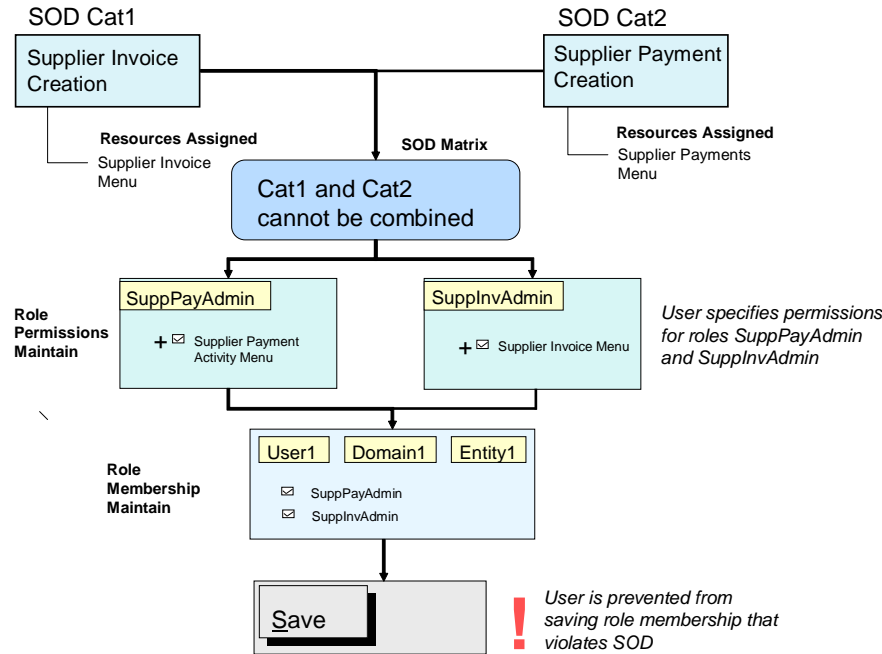 SOD Cat1
SOD Cat2
Supplier Invoice
Creation
Supplier Payment
Creation
Resources Assigned
Supplier Invoice
Menu
SOD Matrix
Resources Assigned
Supplier Payments
Menu
Cat1 and Cat2
cannot be combined
Role
Permissions
Maintain
SuppPayAdmin
+ Supplier Payment
Activity Menu
SuppInvAdmin
+ Supplier Invoice Menu
User specifies permissions
for roles SuppPayAdmin
and SuppInvAdmin
Role
Membership
Maintain
User1
Domain1
Entity1
SuppPayAdmin
SuppInvAdmin
Save
!
User is prevented from
saving role membership that
violates SOD